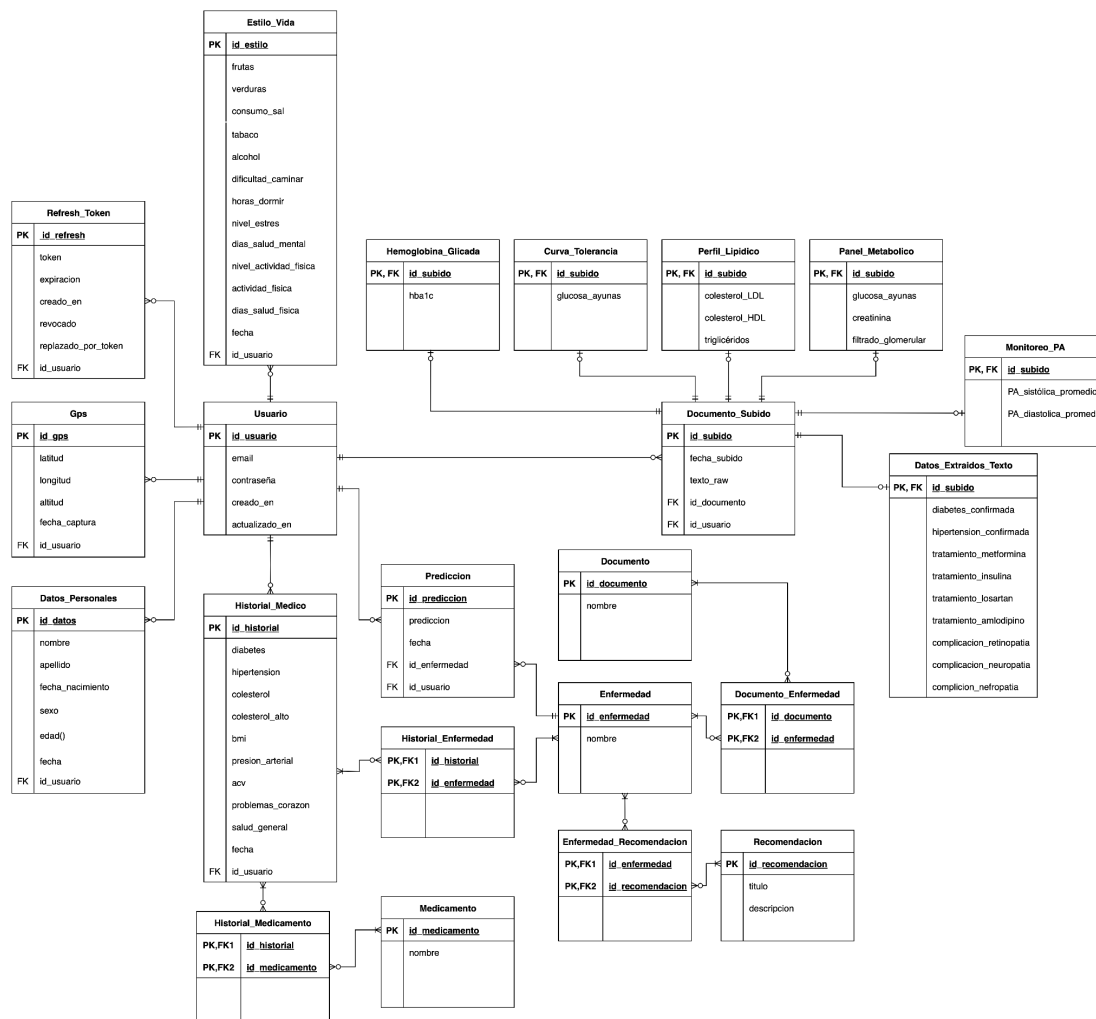 Estilo_Vida
PK id_estilo
frutas
verduras
consumo_sal
tabaco
alcohol
dificultad_caminar
horas_dormir
nivel_estres
dias_salud_mental
nivel_actividad_fisica
actividad_fisica
dias_salud_fisica
fecha
FK id_usuario
Refresh_Token
PK id_refresh
token
expiracion
creado_en
revocado
replazado_por_token
FK id_usuario
Hemoglobina_Glicada
PK, FK id_subido
hba1c
Curva_Tolerancia
PK, FK id_subido
glucosa_ayunas
Perfil_Lipidico
PK, FK id_subido
colesterol_LDL
colesterol_HDL
triglicéridos
Panel_Metabolico
PK, FK id_subido
glucosa_ayunas
creatinina
filtrado_glomerular
Monitoreo_PA
PK, FK id_subido
PA_sistólica_promedio
PA_diastolica_promed
Gps
PK id_gps
latitud
longitud
altitud
fecha_captura
FK id_usuario
Usuario
PK id_usuario
email
contraseña
creado_en
actualizado_en
Documento_Subido
PK id_subido
fecha_subido
texto_raw
FK id_documento
FK id_usuario
Datos_Extraidos_Texto
PK, FK id_subido
diabetes_confirmada
hipertension_confirmada
tratamiento_metformina
tratamiento_insulina
tratamiento_losartan
tratamiento_amlodipino
complicacion_retinopatia
complicacion_neuropatia
complicion_nefropatia
Datos_Personales
PK id_datos
nombre
apellido
fecha_nacimiento
sexo
edad()
fecha
FK id_usuario
Historial_Medico
PK id_historial
diabetes
hipertension
colesterol
colesterol_alto
bmi
presion_arterial
acv
problemas_corazon
salud_general
fecha
FK id_usuario
Prediccion
PK id_prediccion
prediccion
fecha
FK id_enfermedad
FK id_usuario
Documento
PK id_documento
nombre
Historial_Enfermedad
PK,FK1 id_historial
PK,FK2 id_enfermedad
Enfermedad
PK id_enfermedad
nombre
Documento_Enfermedad
PK,FK1 id_documento
PK,FK2 id_enfermedad
Enfermedad_Recomendacion
PK,FK1 id_enfermedad
PK,FK2 id_recomendacion
Recomendacion
PK id_recomendacion
titulo
descripcion
Historial_Medicamento
PK,FK1 id_historial
PK,FK2 id_medicamento
Medicamento
PK id_medicamento
nombre